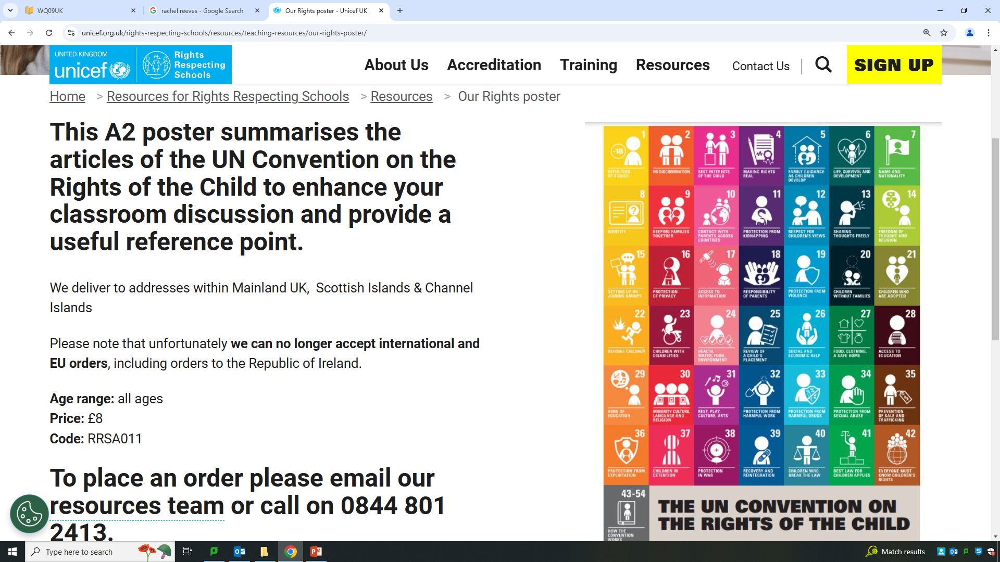 WQ09UK
rachel reeves - Google Search
Our Rights poster - Unicef UK
unicef.org.uk/rights-respecting-schools/resources/teaching-resources/our-rights-poster/
UNITED KINGDOM
unicef
Rights
Respecting
Schools
About Us
Accreditation
Training
Resources
Contact Us
SIGN UP
Home > Resources for Rights Respecting Schools > Resources > Our Rights poster
This A2 poster summarises the
articles of the UN Convention on the
Rights of the Child to enhance your
classroom discussion and provide a
useful reference point.
We deliver to addresses within Mainland UK, Scottish Islands & Channel
Islands
Please note that unfortunately we can no longer accept international and
EU orders, including orders to the Republic of Ireland.
Age range: all ages
Price: £8
Code: RRSA011
To place an order please email our
resources team or call on 0844 801
2413.
1
-18
DEFINITION
OF A CHILD
2
NO DISCRIMINATION
3
BEST INTERESTS
OF THE CHILD
4
MAKING RIGHTS
REAL
5
FAMILY GUIDANCE
AS CHILDREN
DEVELOP
6
LIFE, SURVIVAL AND
DEVELOPMENT
7
NAME AND
NATIONALITY
8
IDENTITY
9
KEEPING FAMILIES
TOGETHER
10
CONTACT WITH
PARENTS ACROSS
COUNTRIES
11
PROTECTION FROM
KIDNAPPING
12
RESPECT FOR
CHILDREN'S VIEWS
13
SHARING
THOUGHTS FREELY
14
FREEDOM OF
THOUGHT AND
RELIGION
15
SETTING UP OR
JOINING GROUPS
16
PROTECTION
OF PRIVACY
17
ACCESS TO
INFORMATION
18
RESPONSIBILITY
OF PARENTS
19
PROTECTION FROM
VIOLENCE
20
CHILDREN
WITHOUT FAMILIES
21
CHILDREN WHO
ARE ADOPTED
22
REFUGEE CHILDREN
23
CHILDREN WITH
DISABILITIES
24
HEALTH,
WATER, FOOD,
ENVIRONMENT
25
REVIEW OF
A CHILD'S
PLACEMENT
26
SOCIAL AND
ECONOMIC HELP
27
FOOD, CLOTHING,
A SAFE HOME
28
ACCESS TO
EDUCATION
29
AIMS OF
EDUCATION
30
MINORITY CULTURE,
LANGUAGE AND
RELIGION
31
REST, PLAY,
CULTURE, ARTS
32
PROTECTION FROM
HARMFUL WORK
33
PROTECTION FROM
HARMFUL DRUGS
34
PROTECTION FROM
SEXUAL ABUSE
35
PREVENTION
OF SALE AND
TRAFFICKING
36
PROTECTION FROM
EXPLOITATION
37
CHILDREN IN
DETENTION
38
PROTECTION
IN WAR
39
RECOVERY AND
REINTEGRATION
40
CHILDREN WHO
BREAK THE LAW
41
BEST LAW FOR
CHILDREN APPLIES
42
EVERYONE MUST
KNOW CHILDREN'S
RIGHTS
43-54
HOW THE
CONVENTION
WORKS
THE UN CONVENTION ON
THE RIGHTS OF THE CHILD
Type here to search
Match results